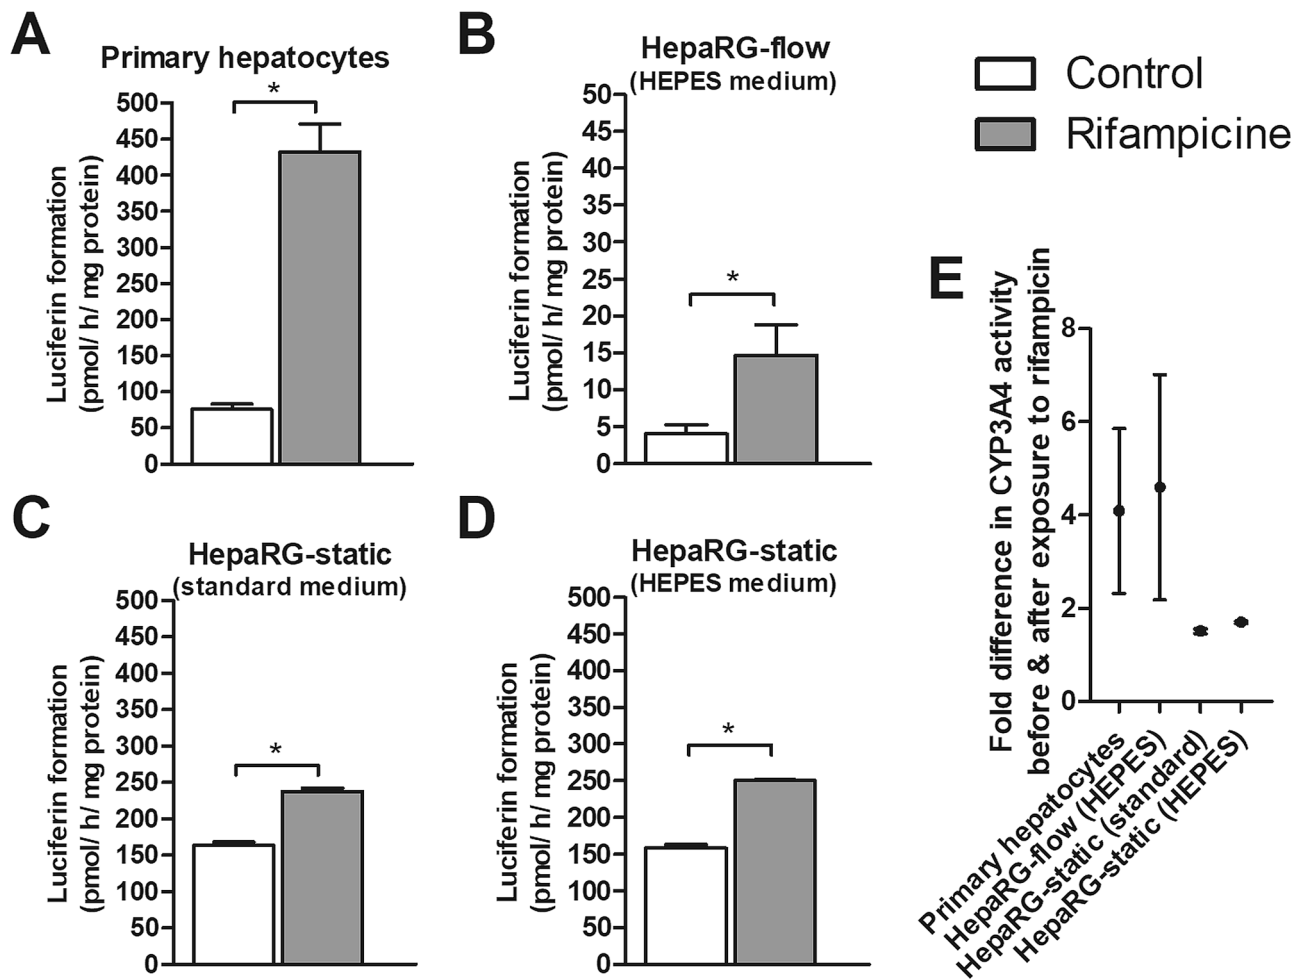 A
Primary hepatocytes
*
500
450
400
350
300
250
200
150
100
50
0
Luciferin formation
(pmol/ h/ mg protein)
B
HepaRG-flow
(HEPES medium)
*
50
45
40
35
30
25
20
15
10
5
0
Luciferin formation
(pmol/ h/ mg protein)
Control
Rifampicine
C
HepaRG-static
(standard medium)
*
500
450
400
350
300
250
200
150
100
50
0
Luciferin formation
(pmol/ h/ mg protein)
D
HepaRG-static
(HEPES medium)
*
500
450
400
350
300
250
200
150
100
50
0
Luciferin formation
(pmol/ h/ mg protein)
E
Fold difference in CYP3A4 activity
before & after exposure to rifampicin
8
6
4
2
0
Primary hepatocytes
HepaRG-flow (HEPES)
HepaRG-static (standard)
HepaRG-static (HEPES)